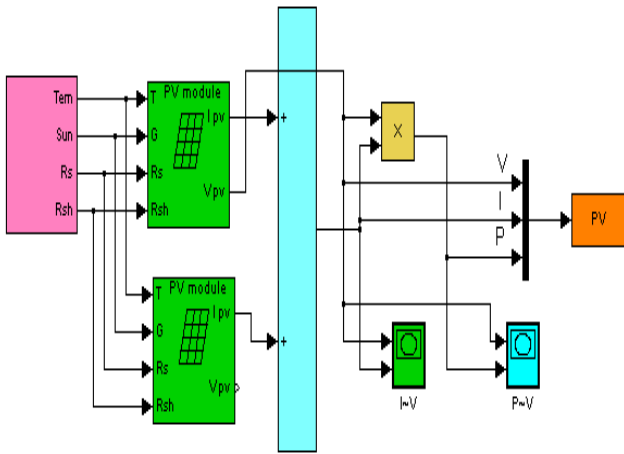 Tem
Sun
Rs
Rsh
PV module
T
G
Rs
Rsh
Ipv
Vpv
PV module
T
G
Rs
Rsh
Ipv
Vpv
+
+
X
V
I
P
PV
I~V
P~V